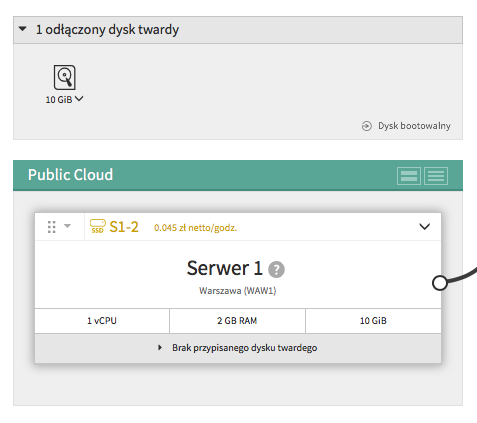 1 odłączony dysk twardy
10 GiB
Dysk bootowalny
Public Cloud
SSD S1-2 0.045 zł netto/godz.
Serwer 1 ?
Warszawa (WAW1)
1 vCPU 2 GB RAM 10 GiB
Brak przypisanego dysku twardego